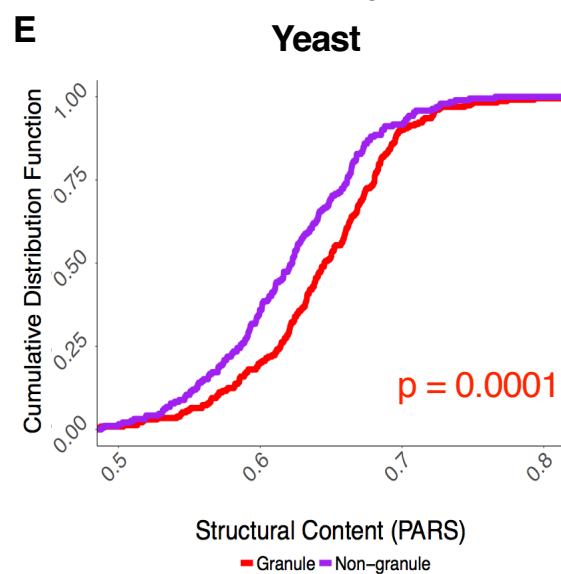 E
Yeast
Cumulative Distribution Function
1.00
0.75
0.50
0.25
0.00
p = 0.0001
0.5 0.6 0.7 0.8
Structural Content (PARS)
Granule Non-granule